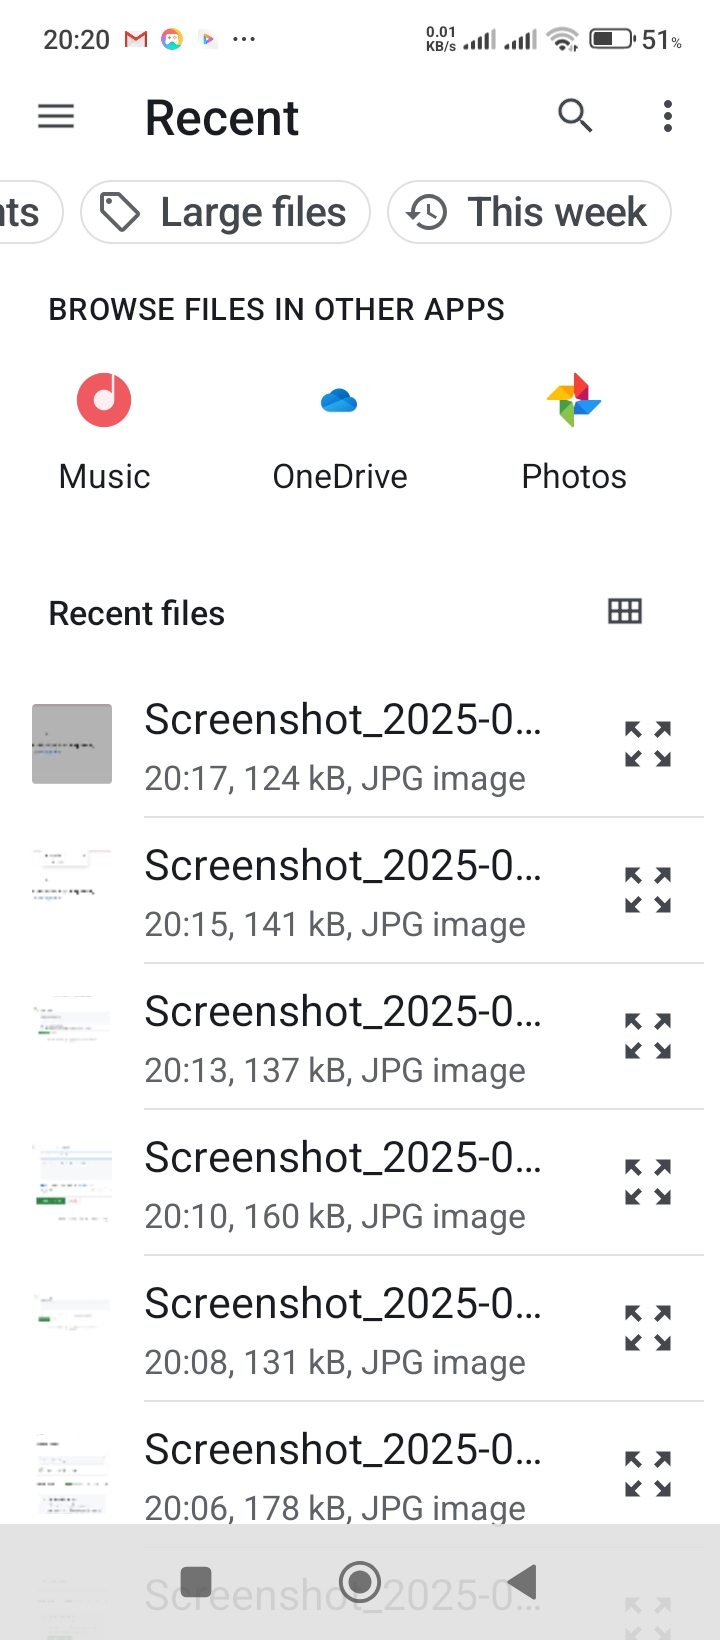 20:20
0.01
KB/s
51%
Recent
nts
Large files
This week
BROWSE FILES IN OTHER APPS
Music
OneDrive
Photos
Recent files
Screenshot_2025-0...
20:17, 124 kB, JPG image
Screenshot_2025-0...
20:15, 141 kB, JPG image
Screenshot_2025-0...
20:13, 137 kB, JPG image
Screenshot_2025-0...
20:10, 160 kB, JPG image
Screenshot_2025-0...
20:08, 131 kB, JPG image
Screenshot_2025-0...
20:06, 178 kB, JPG image
Screenshot_2025-0...